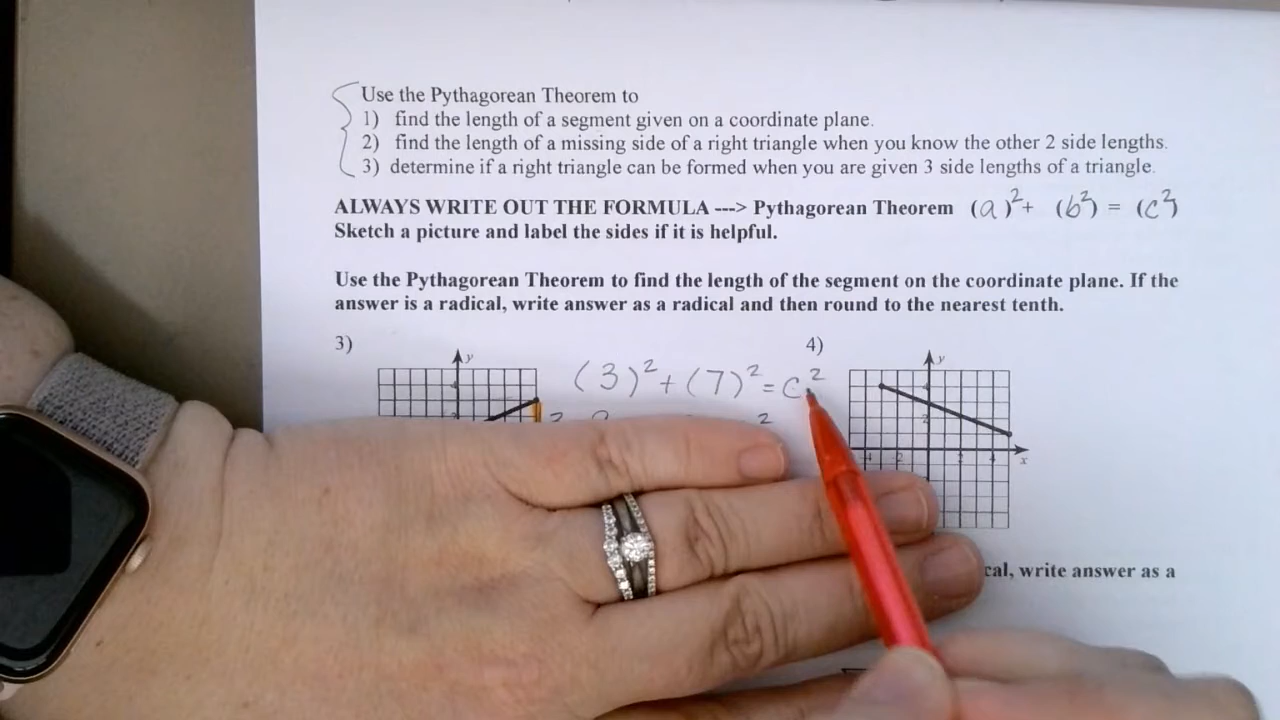 Use the Pythagorean Theorem to
1) find the length of a segment given on a coordinate plane.
2) find the length of a missing side of a right triangle when you know the other 2 side lengths.
3) determine if a right triangle can be formed when you are given 3 side lengths of a triangle.
ALWAYS WRITE OUT THE FORMULA ---> Pythagorean Theorem (a)² + (b²) = (c²)
Sketch a picture and label the sides if it is helpful.
Use the Pythagorean Theorem to find the length of the segment on the coordinate plane. If the
answer is a radical, write answer as a radical and then round to the nearest tenth.
3)
y
(3)² + (7)² = c²
2
4)
y
x
cal, write answer as a